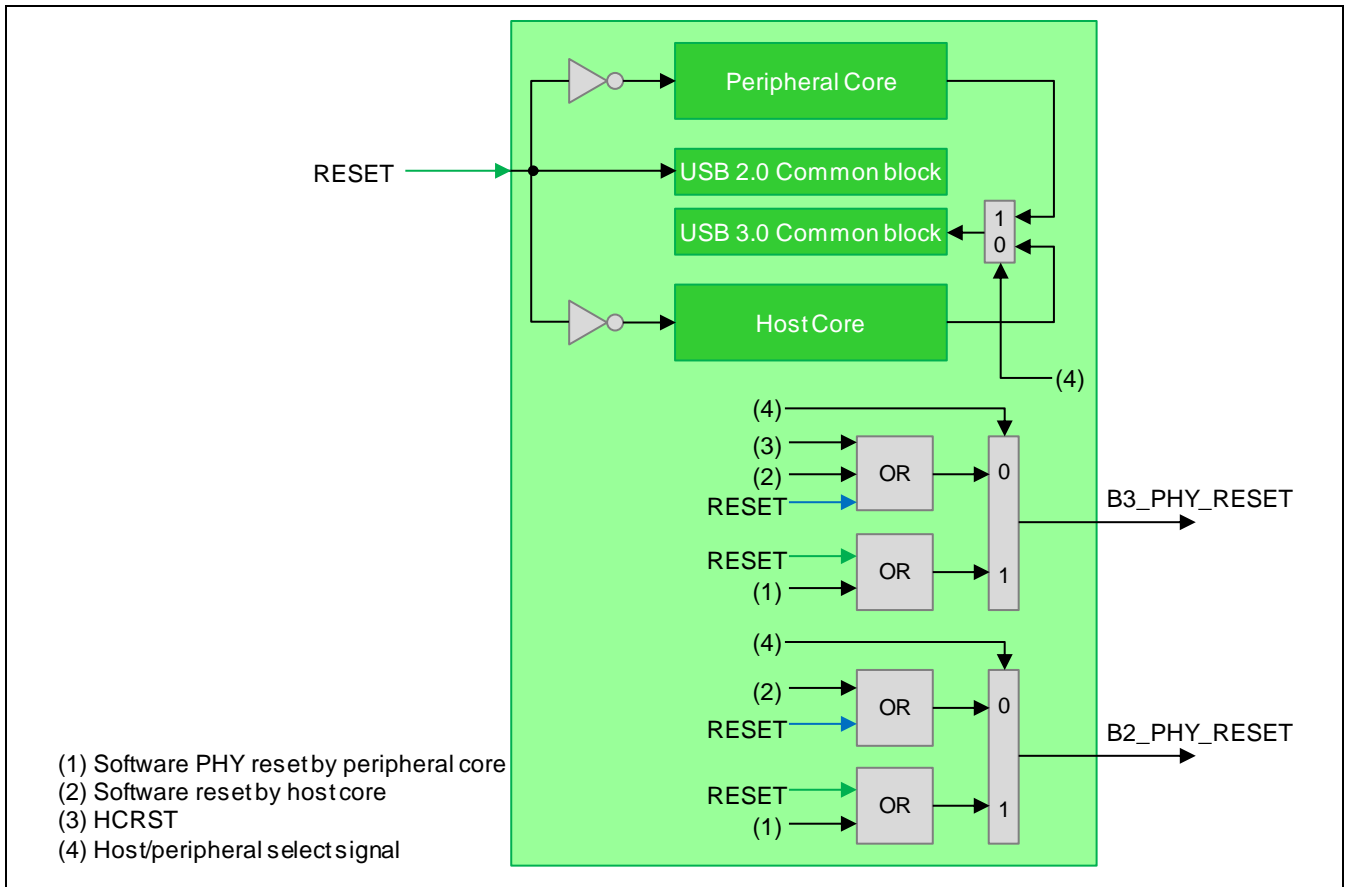 Peripheral Core
RESET
USB 2.0 Common block
1
USB 3.0 Common block
0
Host Core
(4)
(4)
(3)
OR
0
(2)
RESET
B3_PHY_RESET
RESET
OR
1
(1)
(4)
(2)
OR
0
RESET
B2_PHY_RESET
RESET
OR
1
(1)
(1) Software PHY reset by peripheral core
(2) Software reset by host core
(3) HCRST
(4) Host/peripheral select signal